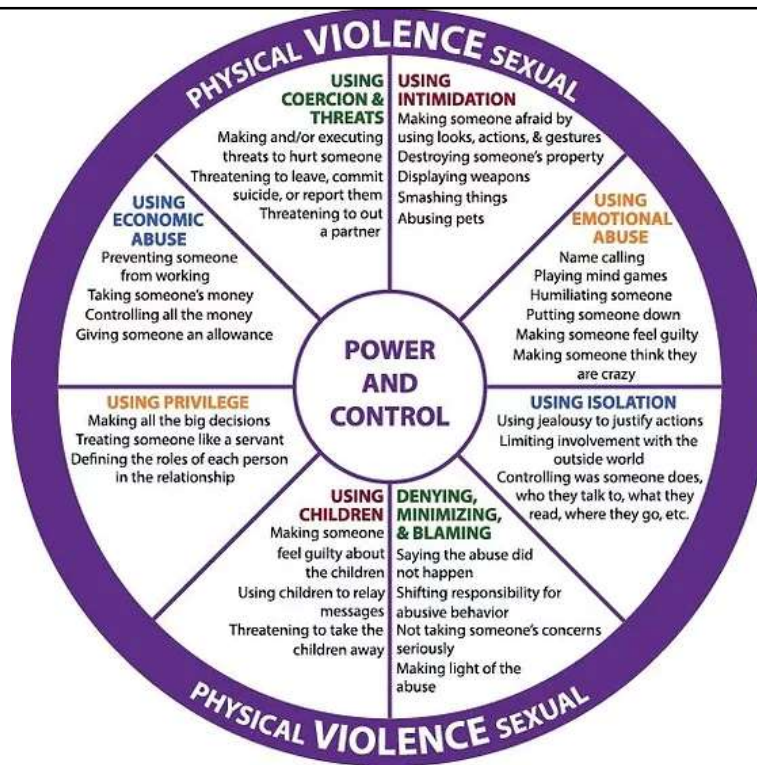 PHYSICAL VIOLENCE SEXUAL
USING
COERCION &
THREATS
Making and/or executing
threats to hurt someone
Threatening to leave, commit
suicide, or report them
Threatening to out
a partner
USING
INTIMIDATION
Making someone afraid by
using looks, actions, & gestures
Destroying someone's property
Displaying weapons
Smashing things
Abusing pets
USING
EMOTIONAL
ABUSE
Name calling
Playing mind games
Humiliating someone
Putting someone down
Making someone feel guilty
Making someone think they
are crazy
USING ISOLATION
Using jealousy to justify actions
Limiting involvement with the
outside world
Controlling was someone does,
who they talk to, what they
read, where they go, etc.
DENYING,
MINIMIZING,
& BLAMING
Saying the abuse did
not happen
Shifting responsibility for
abusive behavior
Not taking someone's concerns
seriously
Making light of the
abuse
USING
CHILDREN
Making someone
feel guilty about
the children
Using children to relay
messages
Threatening to take the
children away
USING PRIVILEGE
Making all the big decisions
Treating someone like a servant
Defining the roles of each person
in the relationship
USING
ECONOMIC
ABUSE
Preventing someone
from working
Taking someone's money
Controlling all the money
Giving someone an allowance
POWER
AND
CONTROL
PHYSICAL VIOLENCE SEXUAL